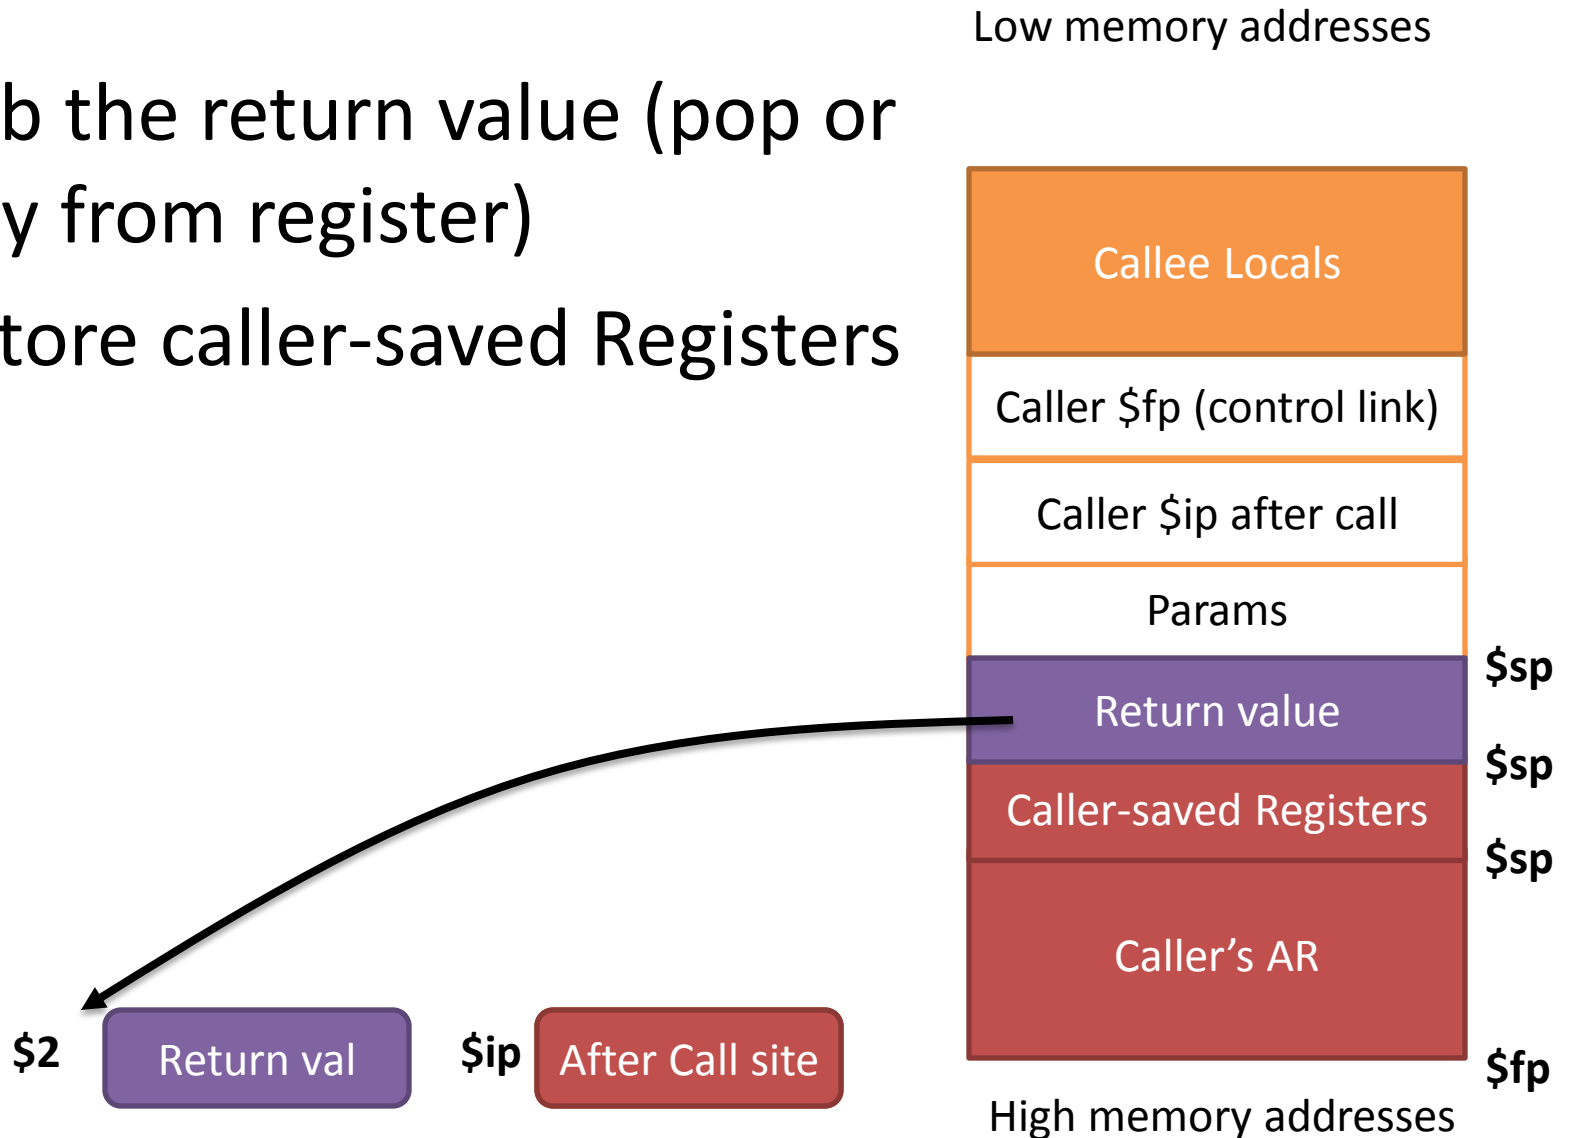 Low memory addresses
b the return value (pop or
y from register)
tore caller-saved Registers
Callee Locals
Caller $fp (control link)
Caller $ip after call
Params
$sp
Return value
$sp
Caller-saved Registers
$sp
Caller’s AR
$fp
$2 Return val $ip After Call site
High memory addresses